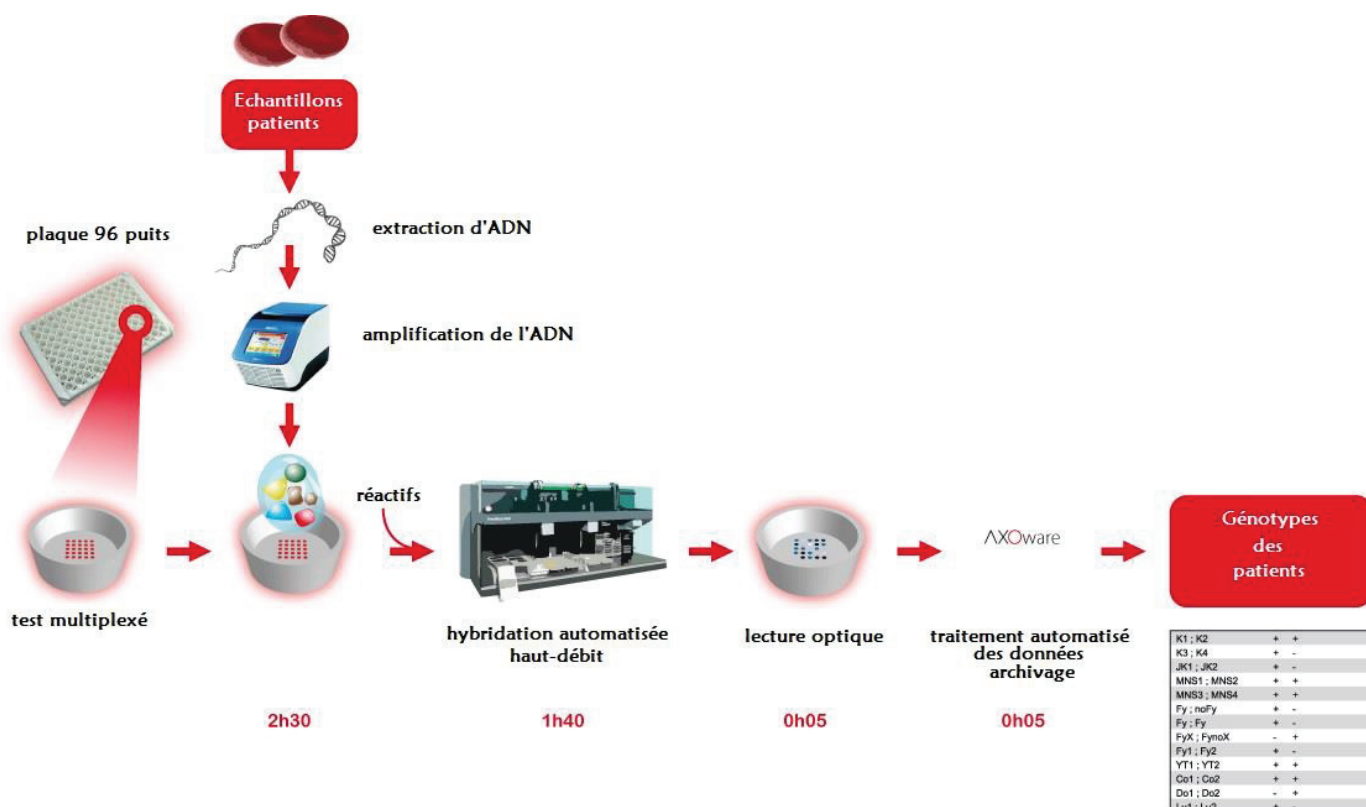 Echantillons
patients
extraction d'ADN
plaque 96 puits
amplification de l'ADN
réactifs
test multiplexé
hybridation automatisée
haut-débit
lecture optique
AXOware
traitement automatisé
des données
archivage
Génotypes
des
patients
2h30
1h40
0h05
0h05
K1 ; K2 + +
K3 ; K4 + -
JK1 ; JK2 + -
MNS1 ; MNS2 + +
MNS3 ; MNS4 + +
Fy ; noFy + -
Fy ; Fy + -
FyX ; FynoX - +
Fy1 ; Fy2 + -
YT1 ; YT2 + +
Co1 ; Co2 + +
Do1 ; Do2 - +